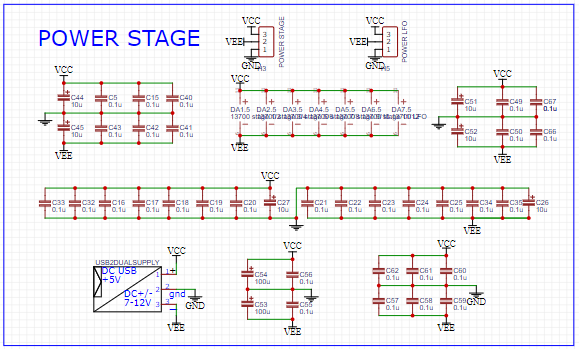 POWER STAGE
VCC
3
2
1
VEE
GND
POWER STAGE
VCC
3
2
1
VEE
GND
POWER LFO
VCC
C44
10u
C5
0.1u
C15
0.1u
C40
0.1u
C45
10u
C43
0.1u
C42
0.1u
C41
0.1u
VEE
VCC
DA1.5
DA2.5
DA3.5
DA4.5
DA5.5
DA6.5
DA7.5
13700
VEE
VCC
C51
10u
C49
0.1u
C67
0.1u
C52
10u
C50
0.1u
C66
0.1u
VEE
VCC
C33
0.1u
C32
0.1u
C16
0.1u
C17
0.1u
C18
0.1u
C19
0.1u
C20
0.1u
C27
10u
GND
C21
0.1u
C22
0.1u
C23
0.1u
C24
0.1u
C25
0.1u
C34
0.1u
C35
0.1u
C26
10u
VEE
USB2DUALSUPPLY
DC USB
+5V
DC+/-
7-12V
1
2
3
+
gnd
-
VCC
GND
VEE
VCC
C54
100u
C56
0.1u
C53
100u
C55
0.1u
GND
VEE
VCC
C62
0.1u
C61
0.1u
C60
0.1u
C57
0.1u
C58
0.1u
C59
0.1u
GND
VEE